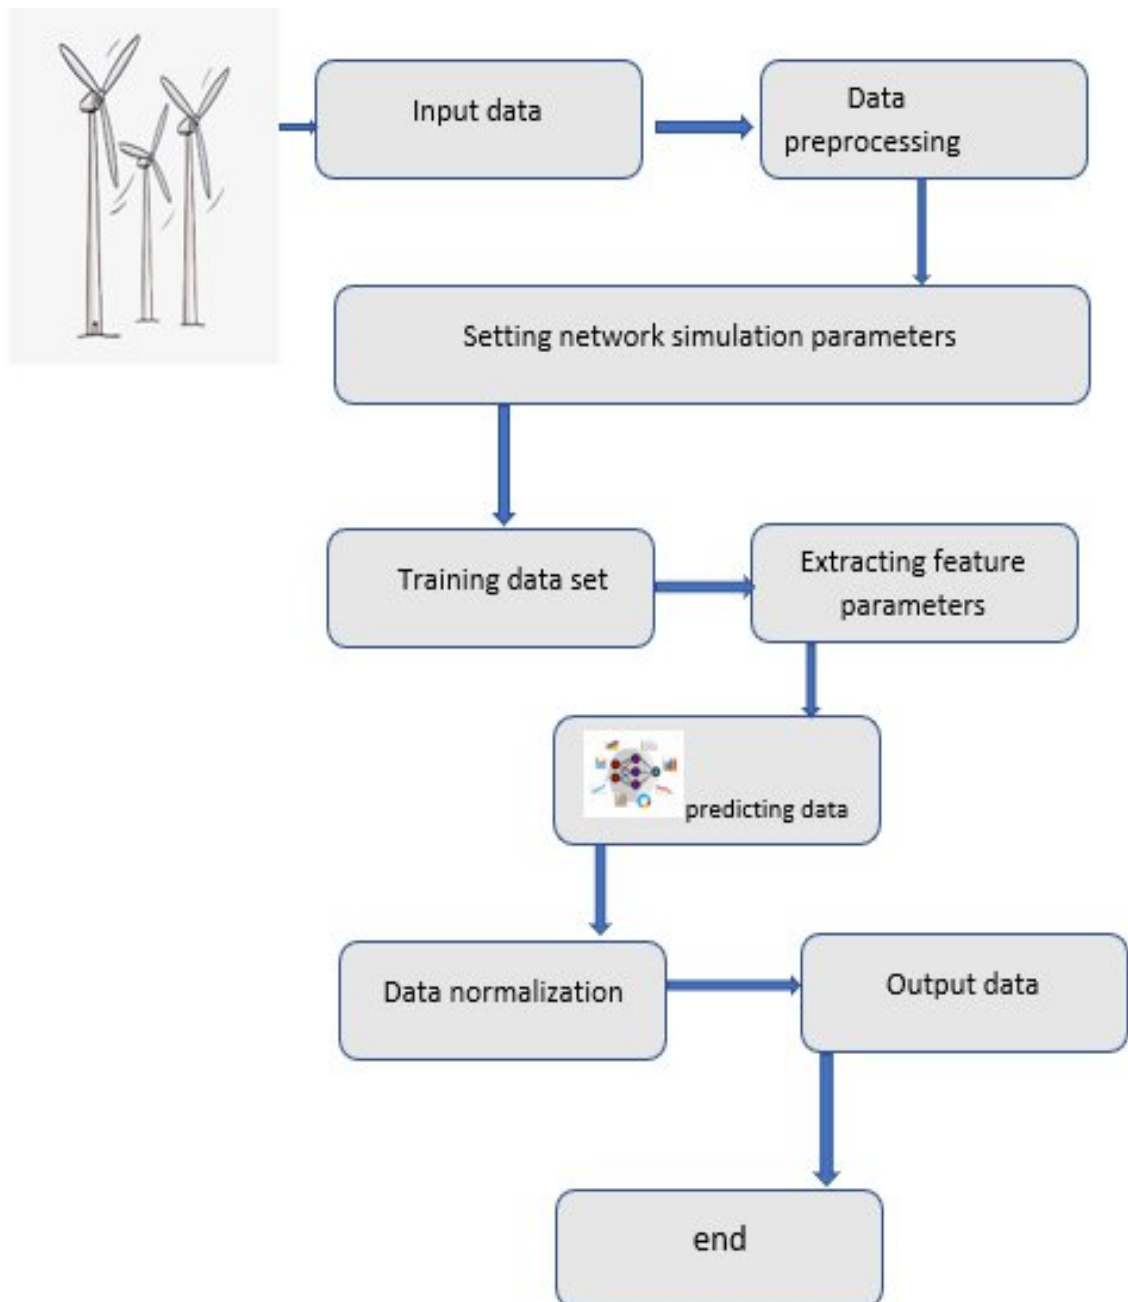 Input data
Data
preprocessing
Setting network simulation parameters
Training data set
Extracting feature
parameters
predicting data
Data normalization
Output data
end